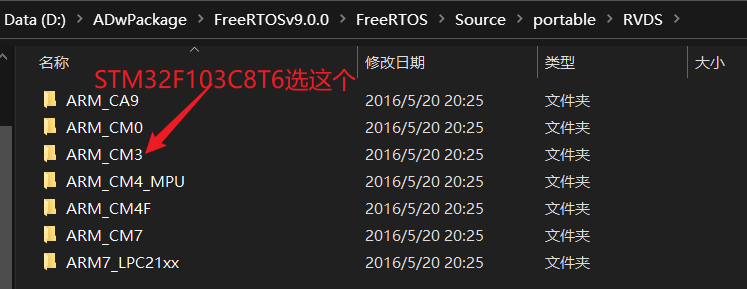 Data (D:) › ADwPackage › FreeRTOSv9.0.0 › FreeRTOS › Source › portable › RVDS ›
名称 修改日期 类型 大小
STM32F103C8T6选这个
ARM_CA9 2016/5/20 20:25 文件夹
ARM_CM0 2016/5/20 20:25 文件夹
ARM_CM3 2016/5/20 20:25 文件夹
ARM_CM4_MPU 2016/5/20 20:25 文件夹
ARM_CM4F 2016/5/20 20:25 文件夹
ARM_CM7 2016/5/20 20:25 文件夹
ARM7_LPC21xx 2016/5/20 20:25 文件夹